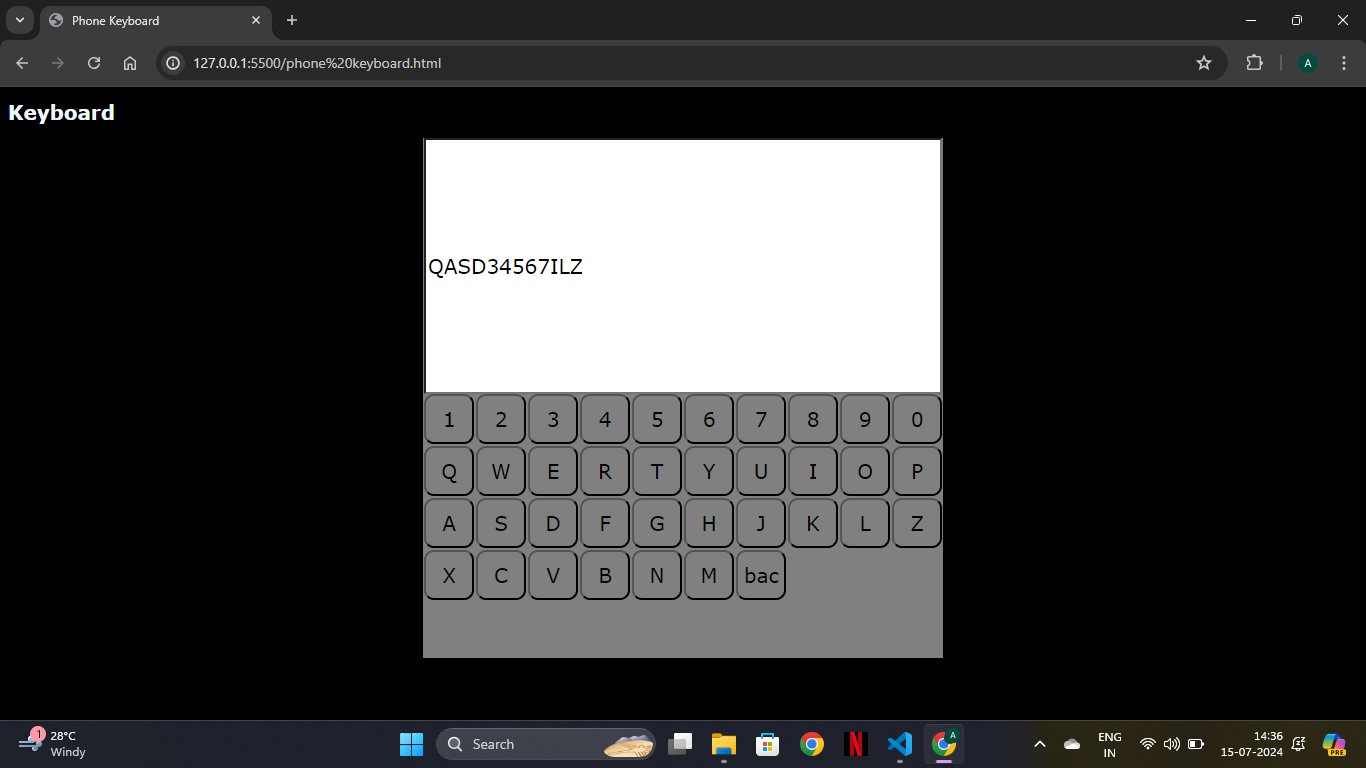 Phone Keyboard
127.0.0.1:5500/phone%20keyboard.html
A
Keyboard
QASD34567ILZ
1 2 3 4 5 6 7 8 9 0
Q W E R T Y U I O P
A S D F G H J K L Z
X C V B N M bac
1
28°C
Windy
Search
N
A
ENG
IN
14:36
15-07-2024
PRE